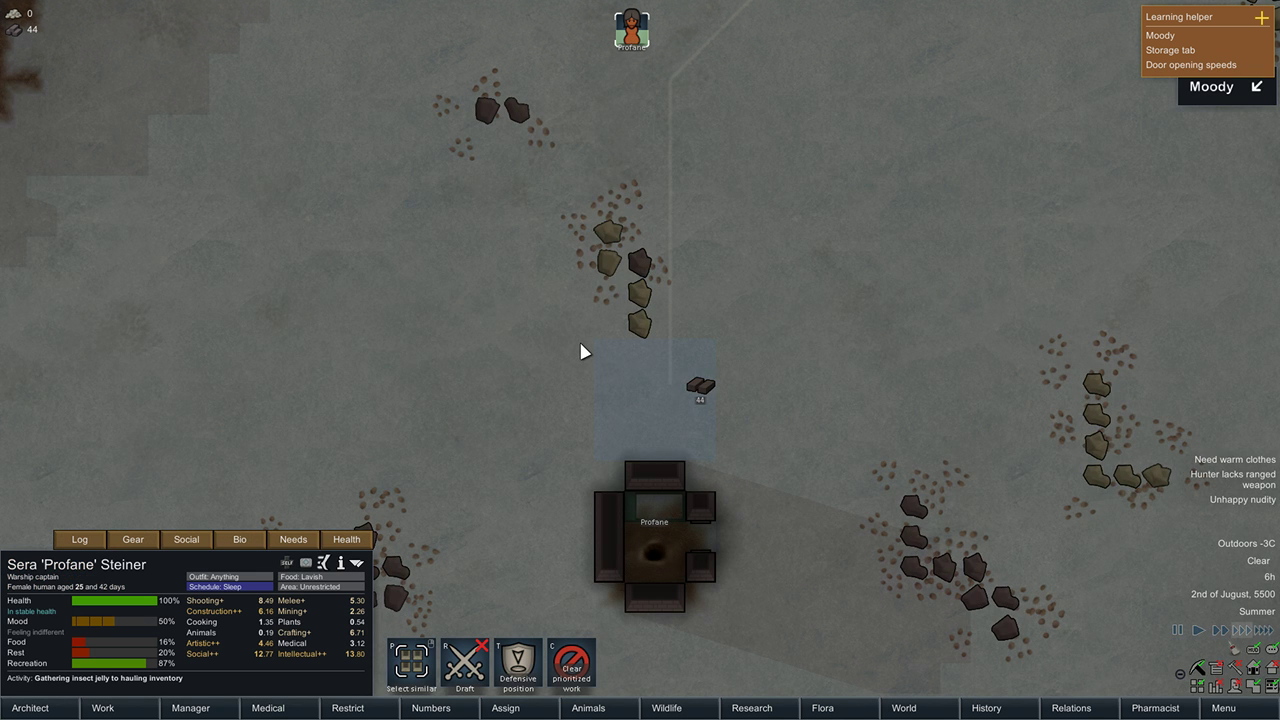 0
44
Profane
Learning helper
Moody
Storage tab
Door opening speeds
Moody
44
Profane
Need warm clothes
Hunter lacks ranged
weapon
Unhappy nudity
Outdoors -3C
Clear
6h
2nd of August, 5500
Summer
Log Gear Social Bio Needs Health
Sera 'Profane' Steiner
SELF
Warship captain
Female human aged 25 and 42 days
Outfit: Anything Food: Lavish
Schedule: Sleep Area: Unrestricted
Health 100%
In stable health
Mood 50%
Feeling indifferent
Food 16%
Rest 20%
Recreation 87%
Shooting+ 8.49 Melee+ 5.30
Construction++ 6.16 Mining+ 2.26
Cooking 1.35 Plants 0.54
Animals 0.19 Crafting+ 6.71
Artistic++ 4.46 Medical 3.12
Social++ 12.77 Intellectual++ 13.80
Activity: Gathering insect jelly to hauling inventory
P R T C
Select similar
Draft
Defensive
position
Clear
prioritized
work
Architect Work Manager Medical Restrict Numbers Assign Animals Wildlife Research Flora World History Relations Pharmacist Menu